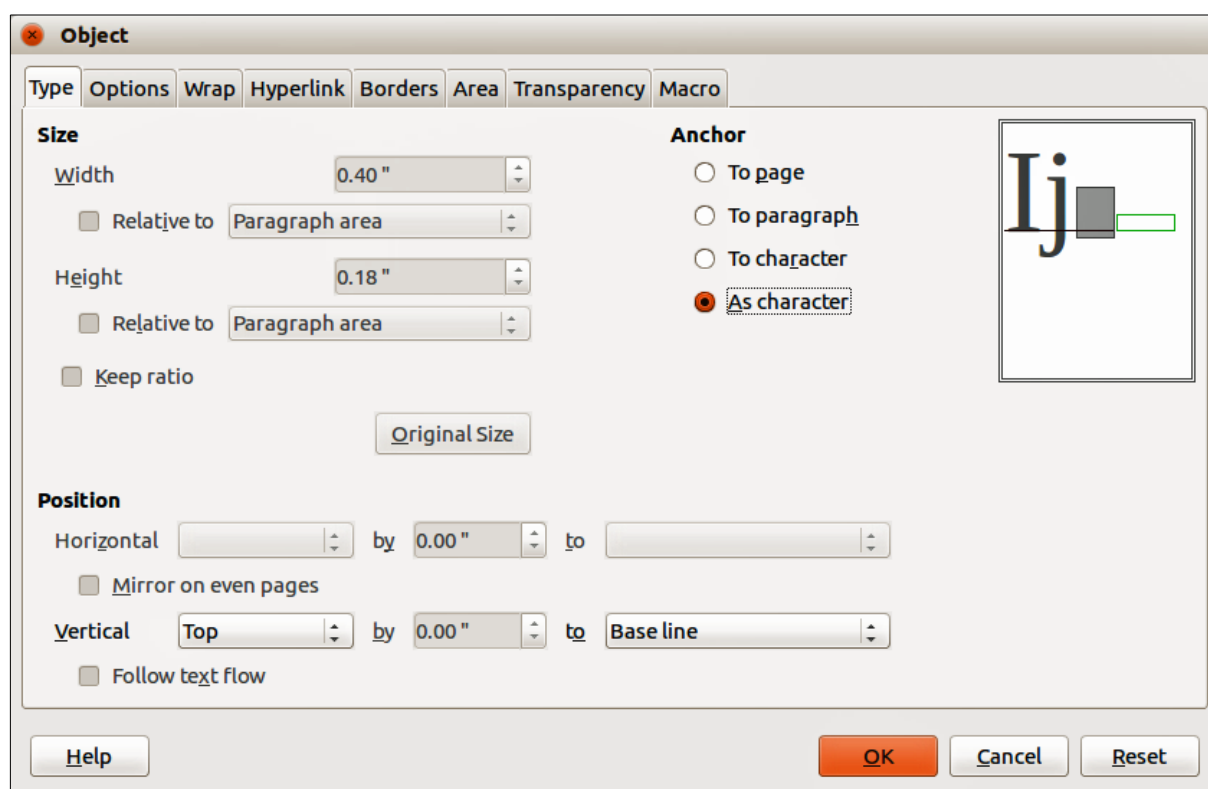 Object
Type Options Wrap Hyperlink Borders Area Transparency Macro
Size
Width 0.40 "
Relative to Paragraph area
Height 0.18 "
Relative to Paragraph area
Keep ratio
Original Size
Anchor
To page
To paragraph
To character
As character
Ij
Position
Horizontal by 0.00 " to
Mirror on even pages
Vertical Top by 0.00 " to Base line
Follow text flow
Help OK Cancel Reset